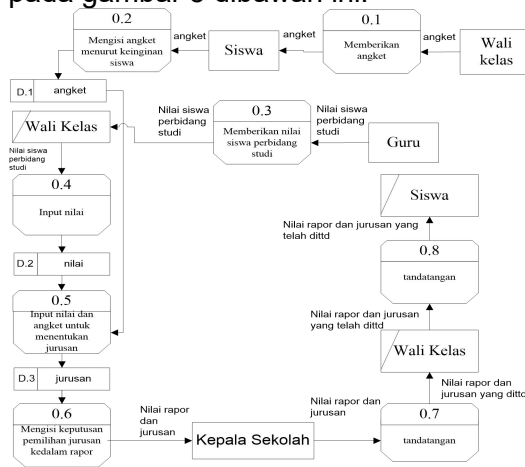 pada gambar 3 dibawah ini:
0.2
Mengisi angket
menurut keinginan
siswa
angket
Siswa
angket
0.1
Memberikan
angket
angket
Wali
kelas
D.1
angket
Wali Kelas
Nilai siswa
perbidang
studi
0.3
Memberikan nilai
siswa perbidang
studi
Nilai siswa
perbidang
studi
Guru
Nilai siswa
perbidang
studi
0.4
Input nilai
D.2
nilai
0.5
Input nilai dan
angket untuk
menentukan
jurusan
D.3
jurusan
0.6
Mengisi keputusan
pemilihan jurusan
kedalam rapor
Nilai rapor
dan
jurusan
Kepala Sekolah
Nilai rapor dan
jurusan
0.7
tandatangan
Nilai rapor dan
jurusan yang dittd
Wali Kelas
Nilai rapor dan jurusan
yang telah dittd
0.8
tandatangan
Nilai rapor dan jurusan yang
telah dittd
Siswa